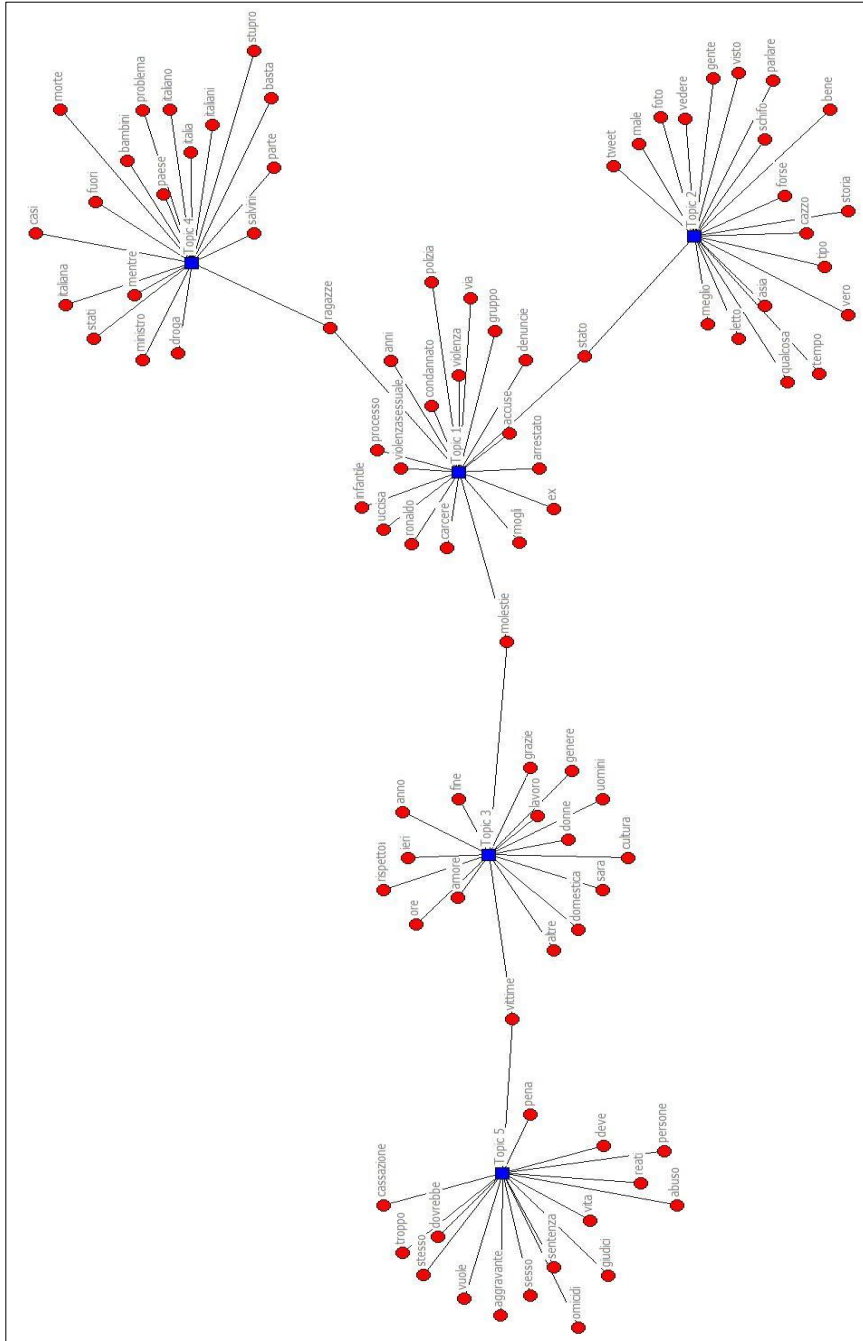 cassazione
troppo
stesso
dovrebbe
vuole
aggravante
sesso
omicidi
sentenza
giudici
vita
abuso
reati
persone
deve
pena
Topic 5
vittime
rispetto
ieri
anno
ore
amore
fine
Topic 3
grazie
lavoro
genere
uomini
donne
cultura
sara
domestica
altre
molestie
infantile
uccisa
ronaldo
carcere
processo
violenzasessuale
anni
condannato
polizia
violenza
via
gruppo
denuncie
accuse
arrestato
ex
mogli
Topic 1
ragazze
stato
casi
italiana
stati
fuori
mentre
ministro
droga
morte
bambini
paese
problema
italiano
italia
italiani
stupro
basta
parte
salvini
Topic 4
tweet
male
foto
vedere
gente
visto
parlare
schifo
bene
forse
cazzo
storia
tipo
vero
rasia
tempo
qualcosa
letto
meglio
Topic 2